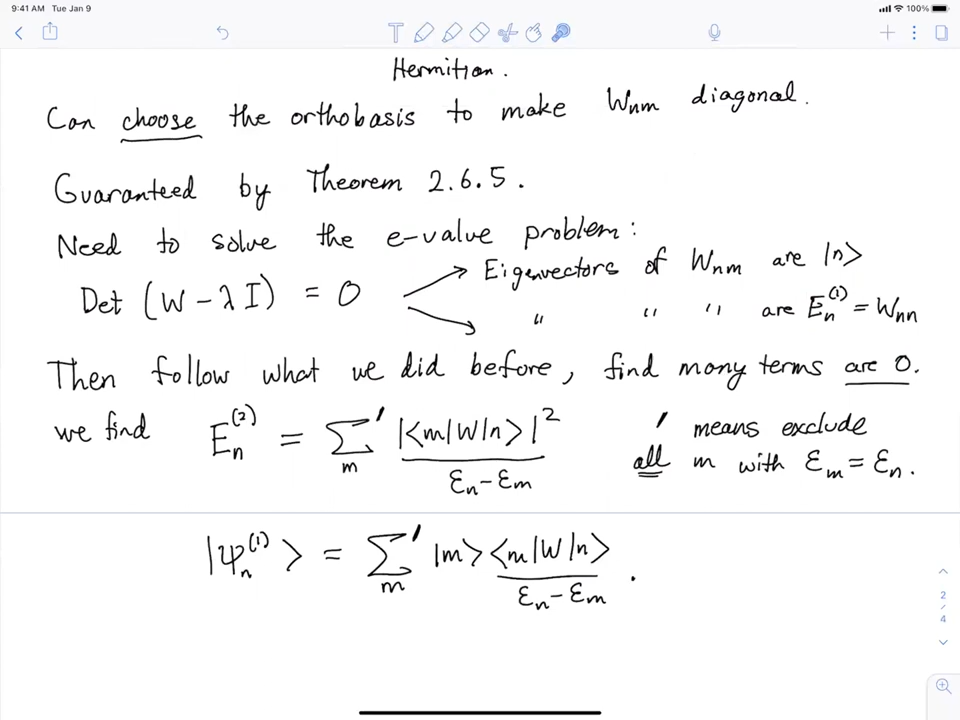 9:41 AM Tue Jan 9
100%
Hermitian.
Can choose the orthobasis to make Wnm diagonal.
Guaranteed by Theorem 2.6.5.
Need to solve the e-value problem:
Eigenvectors of Wnm are |n>
Det (W - λI) = 0
" " " are En^(1) = Wnn
Then follow what we did before, find many terms are 0.
we find En^(2) = Σ'm |<m|W|n>|^2 / (εn - εm)
' means exclude
all m with εm = εn.
|ψn^(1)> = Σ'm |m> <m|W|n> / (εn - εm) .
2
/
4